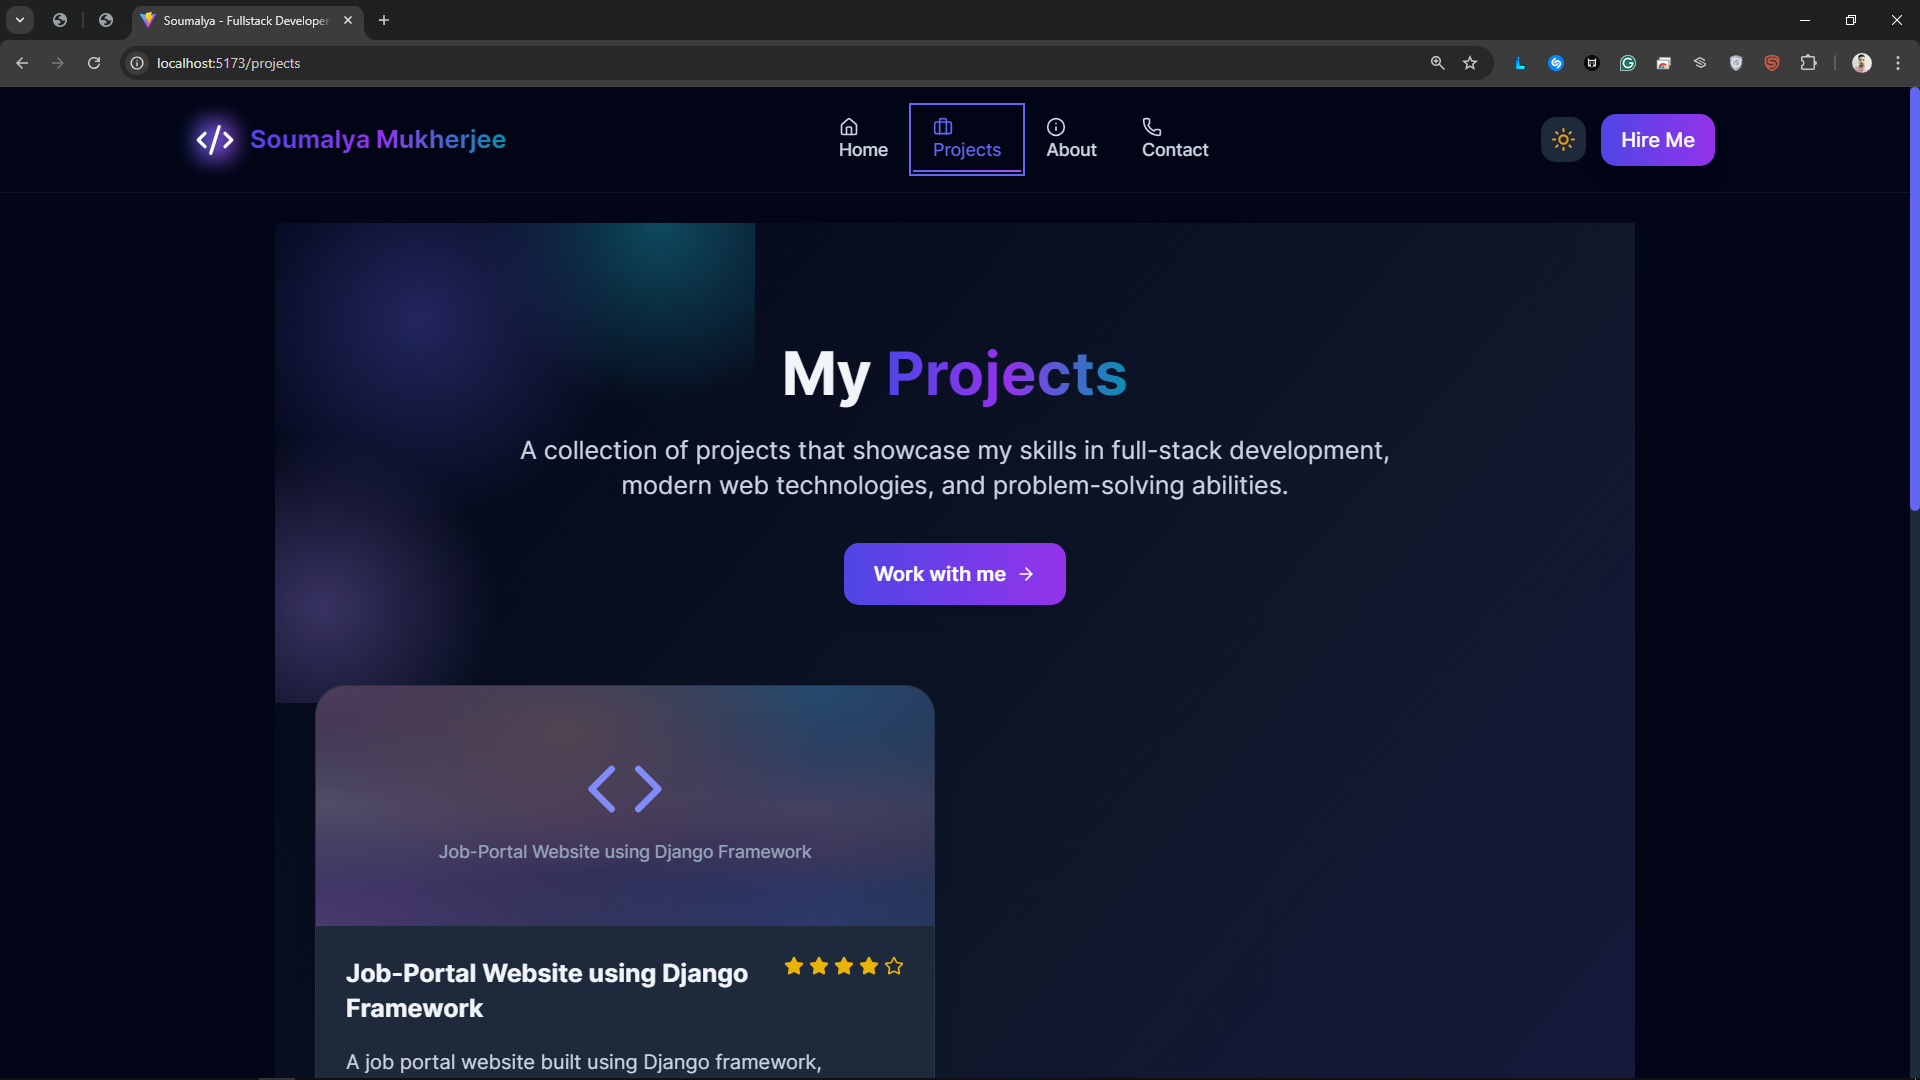 Soumalya - Fullstack Developer
localhost:5173/projects
Soumalya Mukherjee
Home
Projects
About
Contact
Hire Me
My Projects
A collection of projects that showcase my skills in full-stack development,
modern web technologies, and problem-solving abilities.
Work with me
Job-Portal Website using Django Framework
Job-Portal Website using Django
Framework
A job portal website built using Django framework,